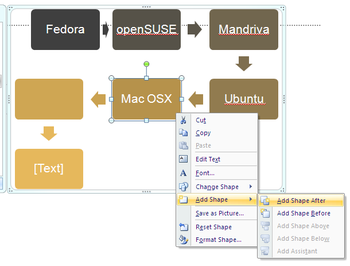 Fedora
openSUSE
Mandriva
Mac OSX
Ubuntu
[Text]
Cut
Copy
Paste
Edit Text
Font...
Change Shape
Add Shape
Save as Picture...
Reset Shape
Format Shape...
Add Shape After
Add Shape Before
Add Shape Above
Add Shape Below
Add Assistant